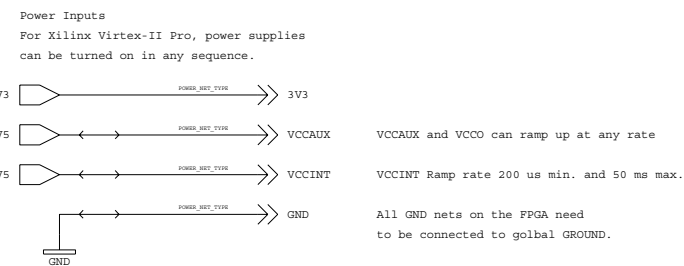 Power Inputs
For Xilinx Virtex-II Pro, power supplies
can be turned on in any sequence.
V3 POWER_NET_TYPE 3V3
75 POWER_NET_TYPE VCCAUX VCCAUX and VCCO can ramp up at any rate
75 POWER_NET_TYPE VCCINT VCCINT Ramp rate 200 us min. and 50 ms max.
POWER_NET_TYPE GND All GND nets on the FPGA need
to be connected to golbal GROUND.
GND